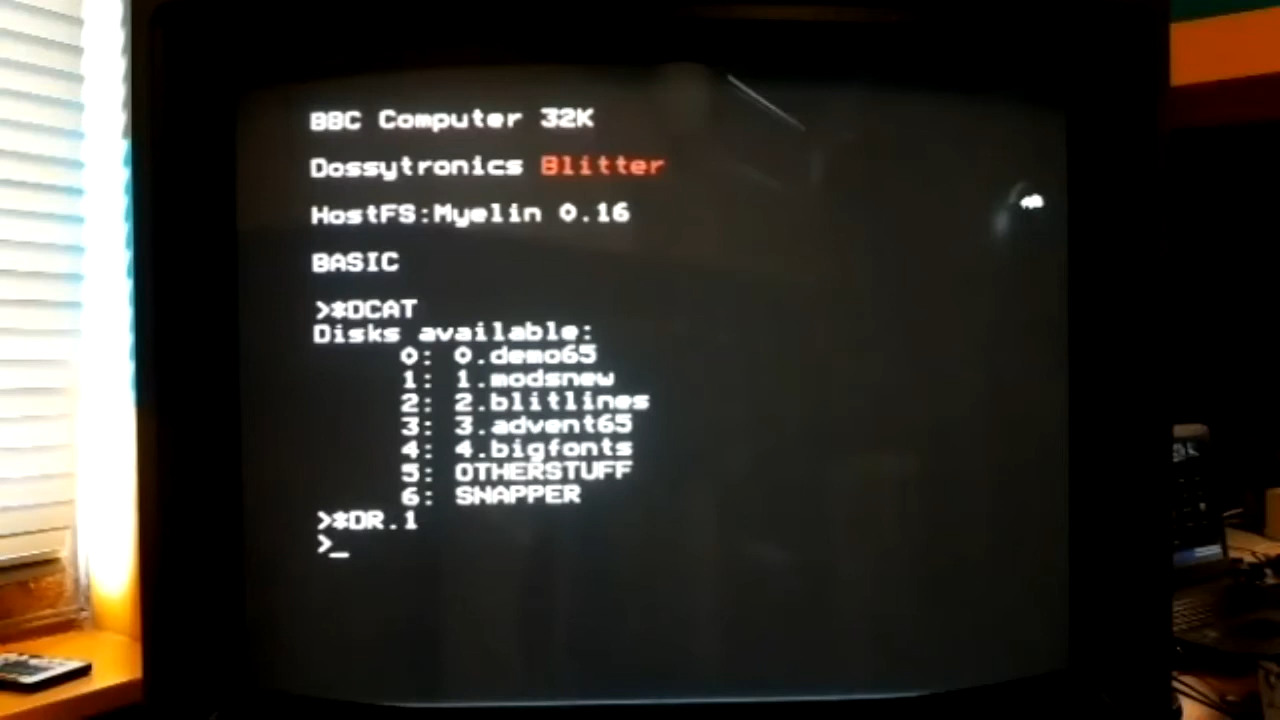 BBC Computer 32K
Dossytronics Blitter
HostFS:Myelin 0.16
BASIC
>*DCAT
Disks available:
0: 0.demo65
1: 1.modsnew
2: 2.blitlines
3: 3.advent65
4: 4.bigfonts
5: OTHERSTUFF
6: SNAPPER
>*DR.1
>_